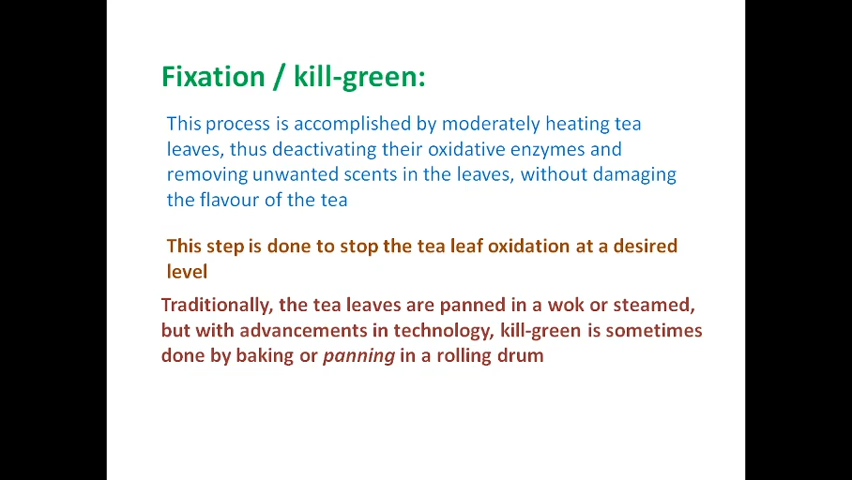 Fixation / kill-green:
This process is accomplished by moderately heating tea
leaves, thus deactivating their oxidative enzymes and
removing unwanted scents in the leaves, without damaging
the flavour of the tea
This step is done to stop the tea leaf oxidation at a desired
level
Traditionally, the tea leaves are panned in a wok or steamed,
but with advancements in technology, kill-green is sometimes
done by baking or panning in a rolling drum